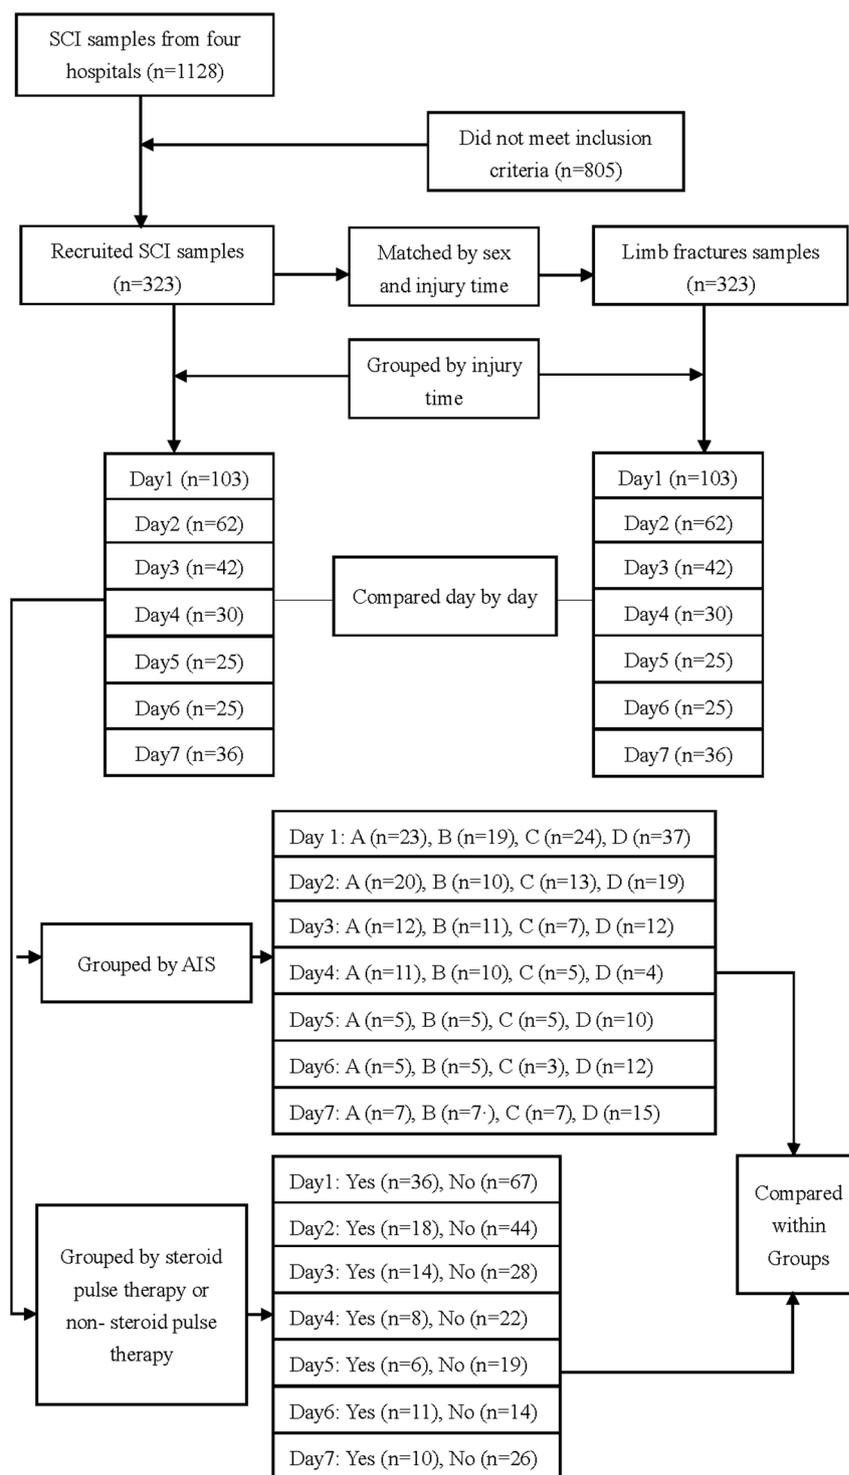 SCI samples from four
hospitals (n=1128)
Did not meet inclusion
criteria (n=805)
Recruited SCI samples
(n=323)
Matched by sex
and injury time
Limb fractures samples
(n=323)
Grouped by injury
time
Day1 (n=103)
Day2 (n=62)
Day3 (n=42)
Day4 (n=30)
Day5 (n=25)
Day6 (n=25)
Day7 (n=36)
Compared day by day
Day1 (n=103)
Day2 (n=62)
Day3 (n=42)
Day4 (n=30)
Day5 (n=25)
Day6 (n=25)
Day7 (n=36)
Grouped by AIS
Day 1: A (n=23), B (n=19), C (n=24), D (n=37)
Day2: A (n=20), B (n=10), C (n=13), D (n=19)
Day3: A (n=12), B (n=11), C (n=7), D (n=12)
Day4: A (n=11), B (n=10), C (n=5), D (n=4)
Day5: A (n=5), B (n=5), C (n=5), D (n=10)
Day6: A (n=5), B (n=5), C (n=3), D (n=12)
Day7: A (n=7), B (n=7·), C (n=7), D (n=15)
Grouped by steroid
pulse therapy or
non- steroid pulse
therapy
Day1: Yes (n=36), No (n=67)
Day2: Yes (n=18), No (n=44)
Day3: Yes (n=14), No (n=28)
Day4: Yes (n=8), No (n=22)
Day5: Yes (n=6), No (n=19)
Day6: Yes (n=11), No (n=14)
Day7: Yes (n=10), No (n=26)
Compared
within
Groups